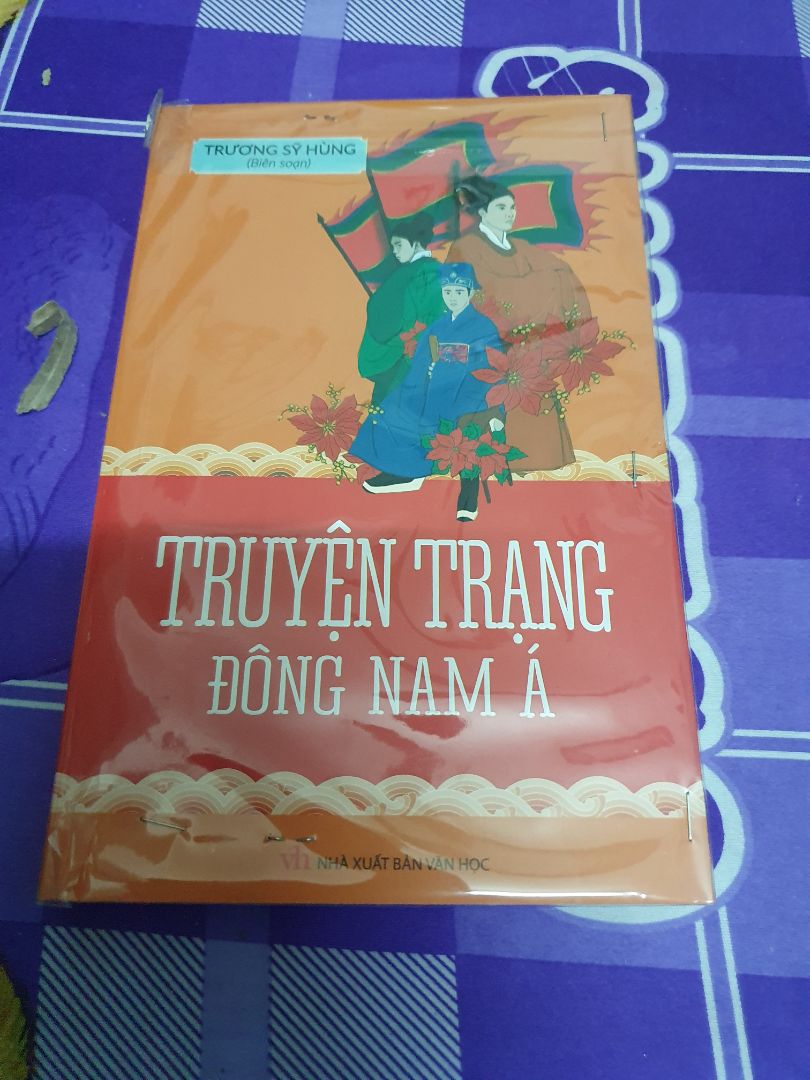 TRƯƠNG SỸ HÙNG
(Biên soạn)
TRUYỆN TRẠNG
ĐÔNG NAM Á
vh NHÀ XUẤT BẢN VĂN HỌC